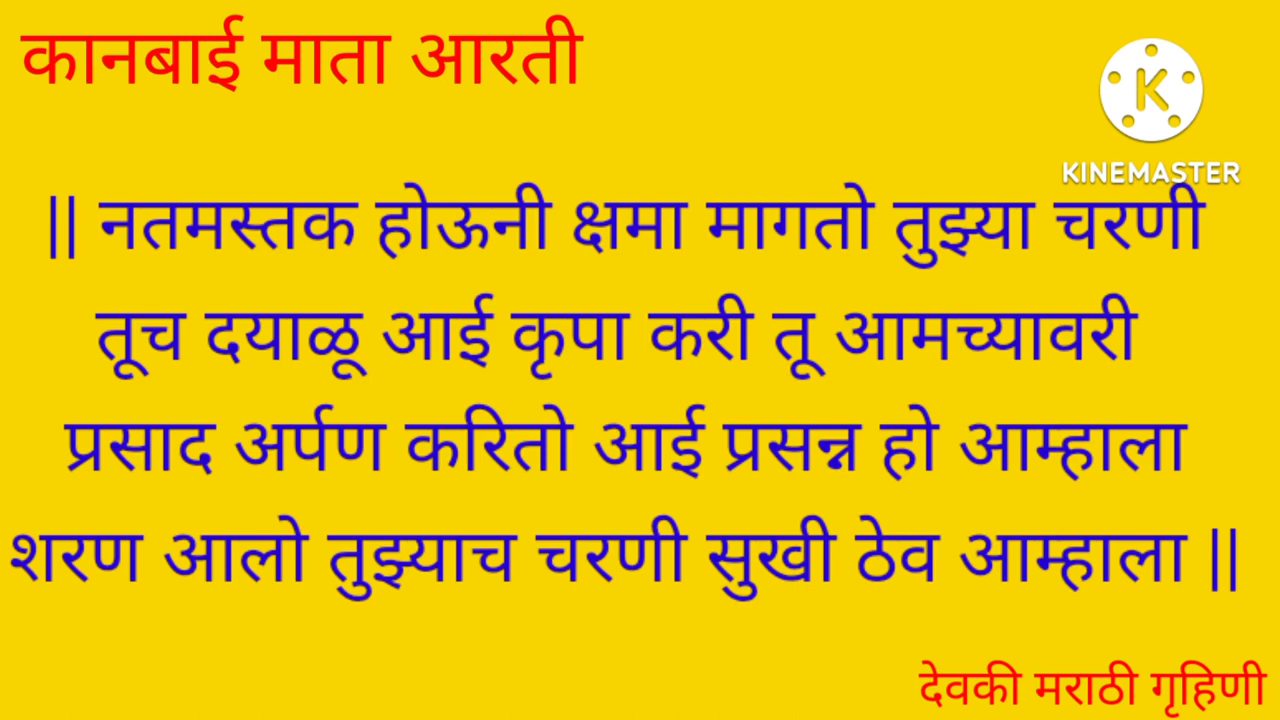 कानबाई माता आरती
KINEMASTER
|| नतमस्तक होऊनी क्षमा मागतो तुझ्या चरणी
तूच दयाळू आई कृपा करी तू आमच्यावरी
प्रसाद अर्पण करितो आई प्रसन्न हो आम्हाला
शरण आलो तुझ्याच चरणी सुखी ठेव आम्हाला ||
देवकी मराठी गृहिणी